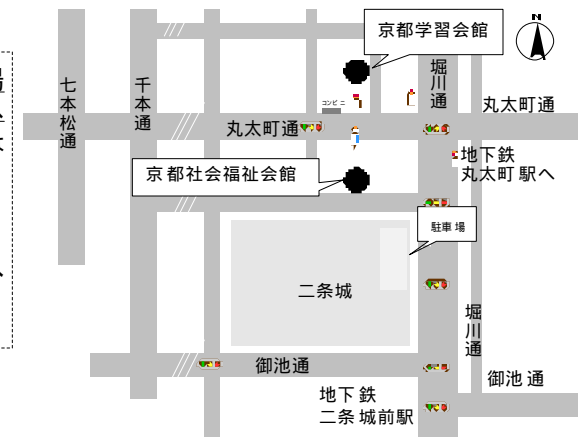 京都学習会館
N
七本松通
千本通
堀川通
コンビニ
丸太町通
丸太町通
地下鉄
丸太町駅へ
京都社会福祉会館
駐車場
二条城
堀川通
御池通
御池通
地下鉄
二条城前駅